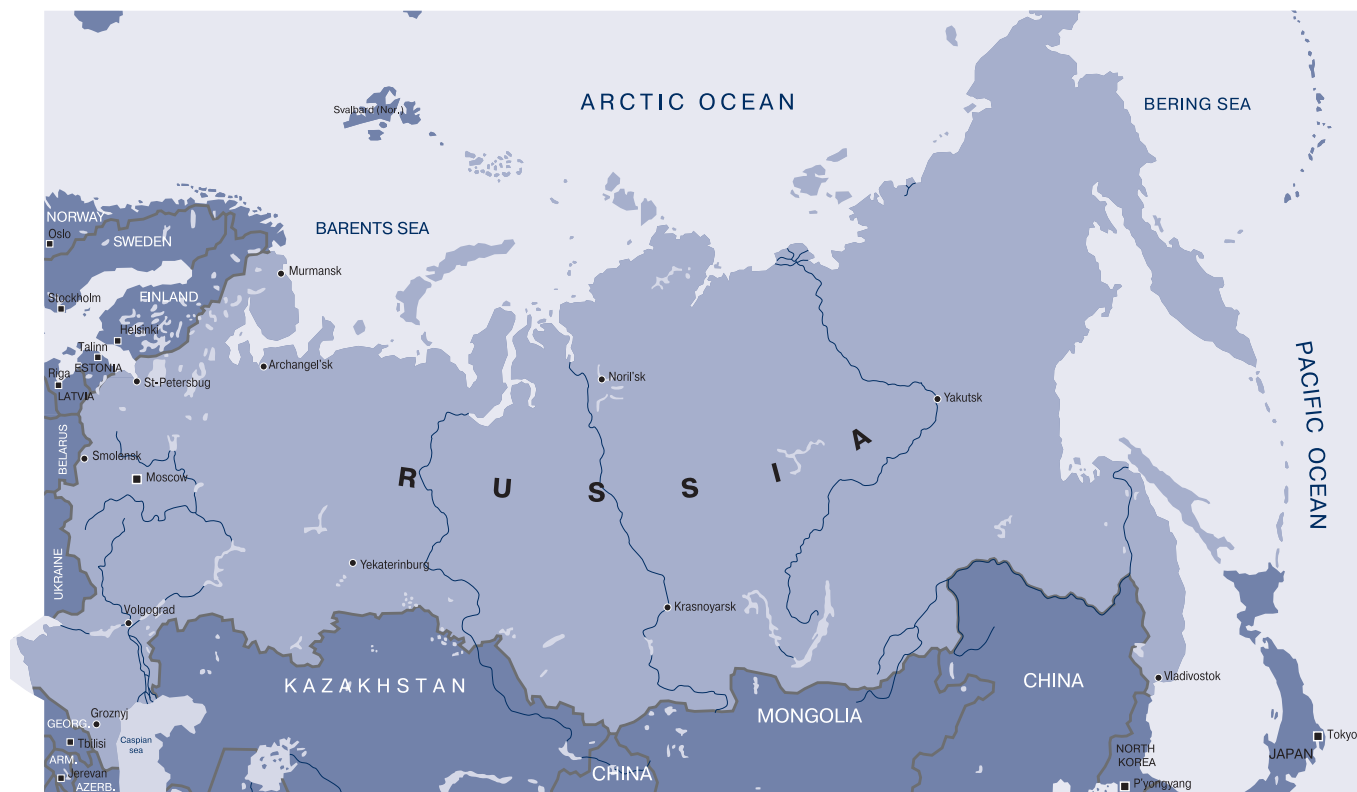 ARCTIC OCEAN
BERING SEA
Svalbard (Nor.)
NORWAY
Oslo
SWEDEN
BARENTS SEA
Murmansk
Stockholm
FINLAND
Helsinki
Talinn
ESTONIA
Riga
LATVIA
St-Petersbug
Archangel'sk
Noril'sk
Yakutsk
PACIFIC OCEAN
BELARUS
Smolensk
Moscow
RUSSIA
UKRAINE
Yekaterinburg
Volgograd
Krasnoyarsk
KAZAKHSTAN
MONGOLIA
CHINA
Vladivostok
GEORG.
Groznyj
Tbilisi
Caspian
sea
ARM.
Jerevan
AZERB.
CHINA
NORTH
KOREA
P'yongyang
JAPAN
Tokyo